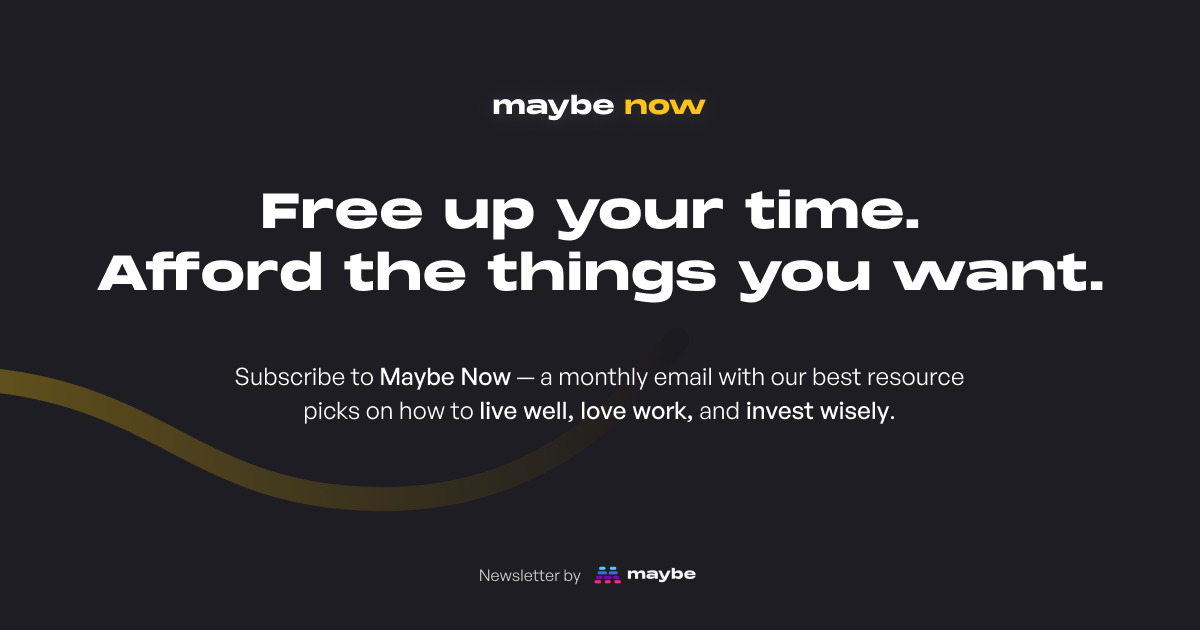 maybe now
Free up your time.
Afford the things you want.
Subscribe to Maybe Now — a monthly email with our best resource
picks on how to live well, love work, and invest wisely.
Newsletter by maybe